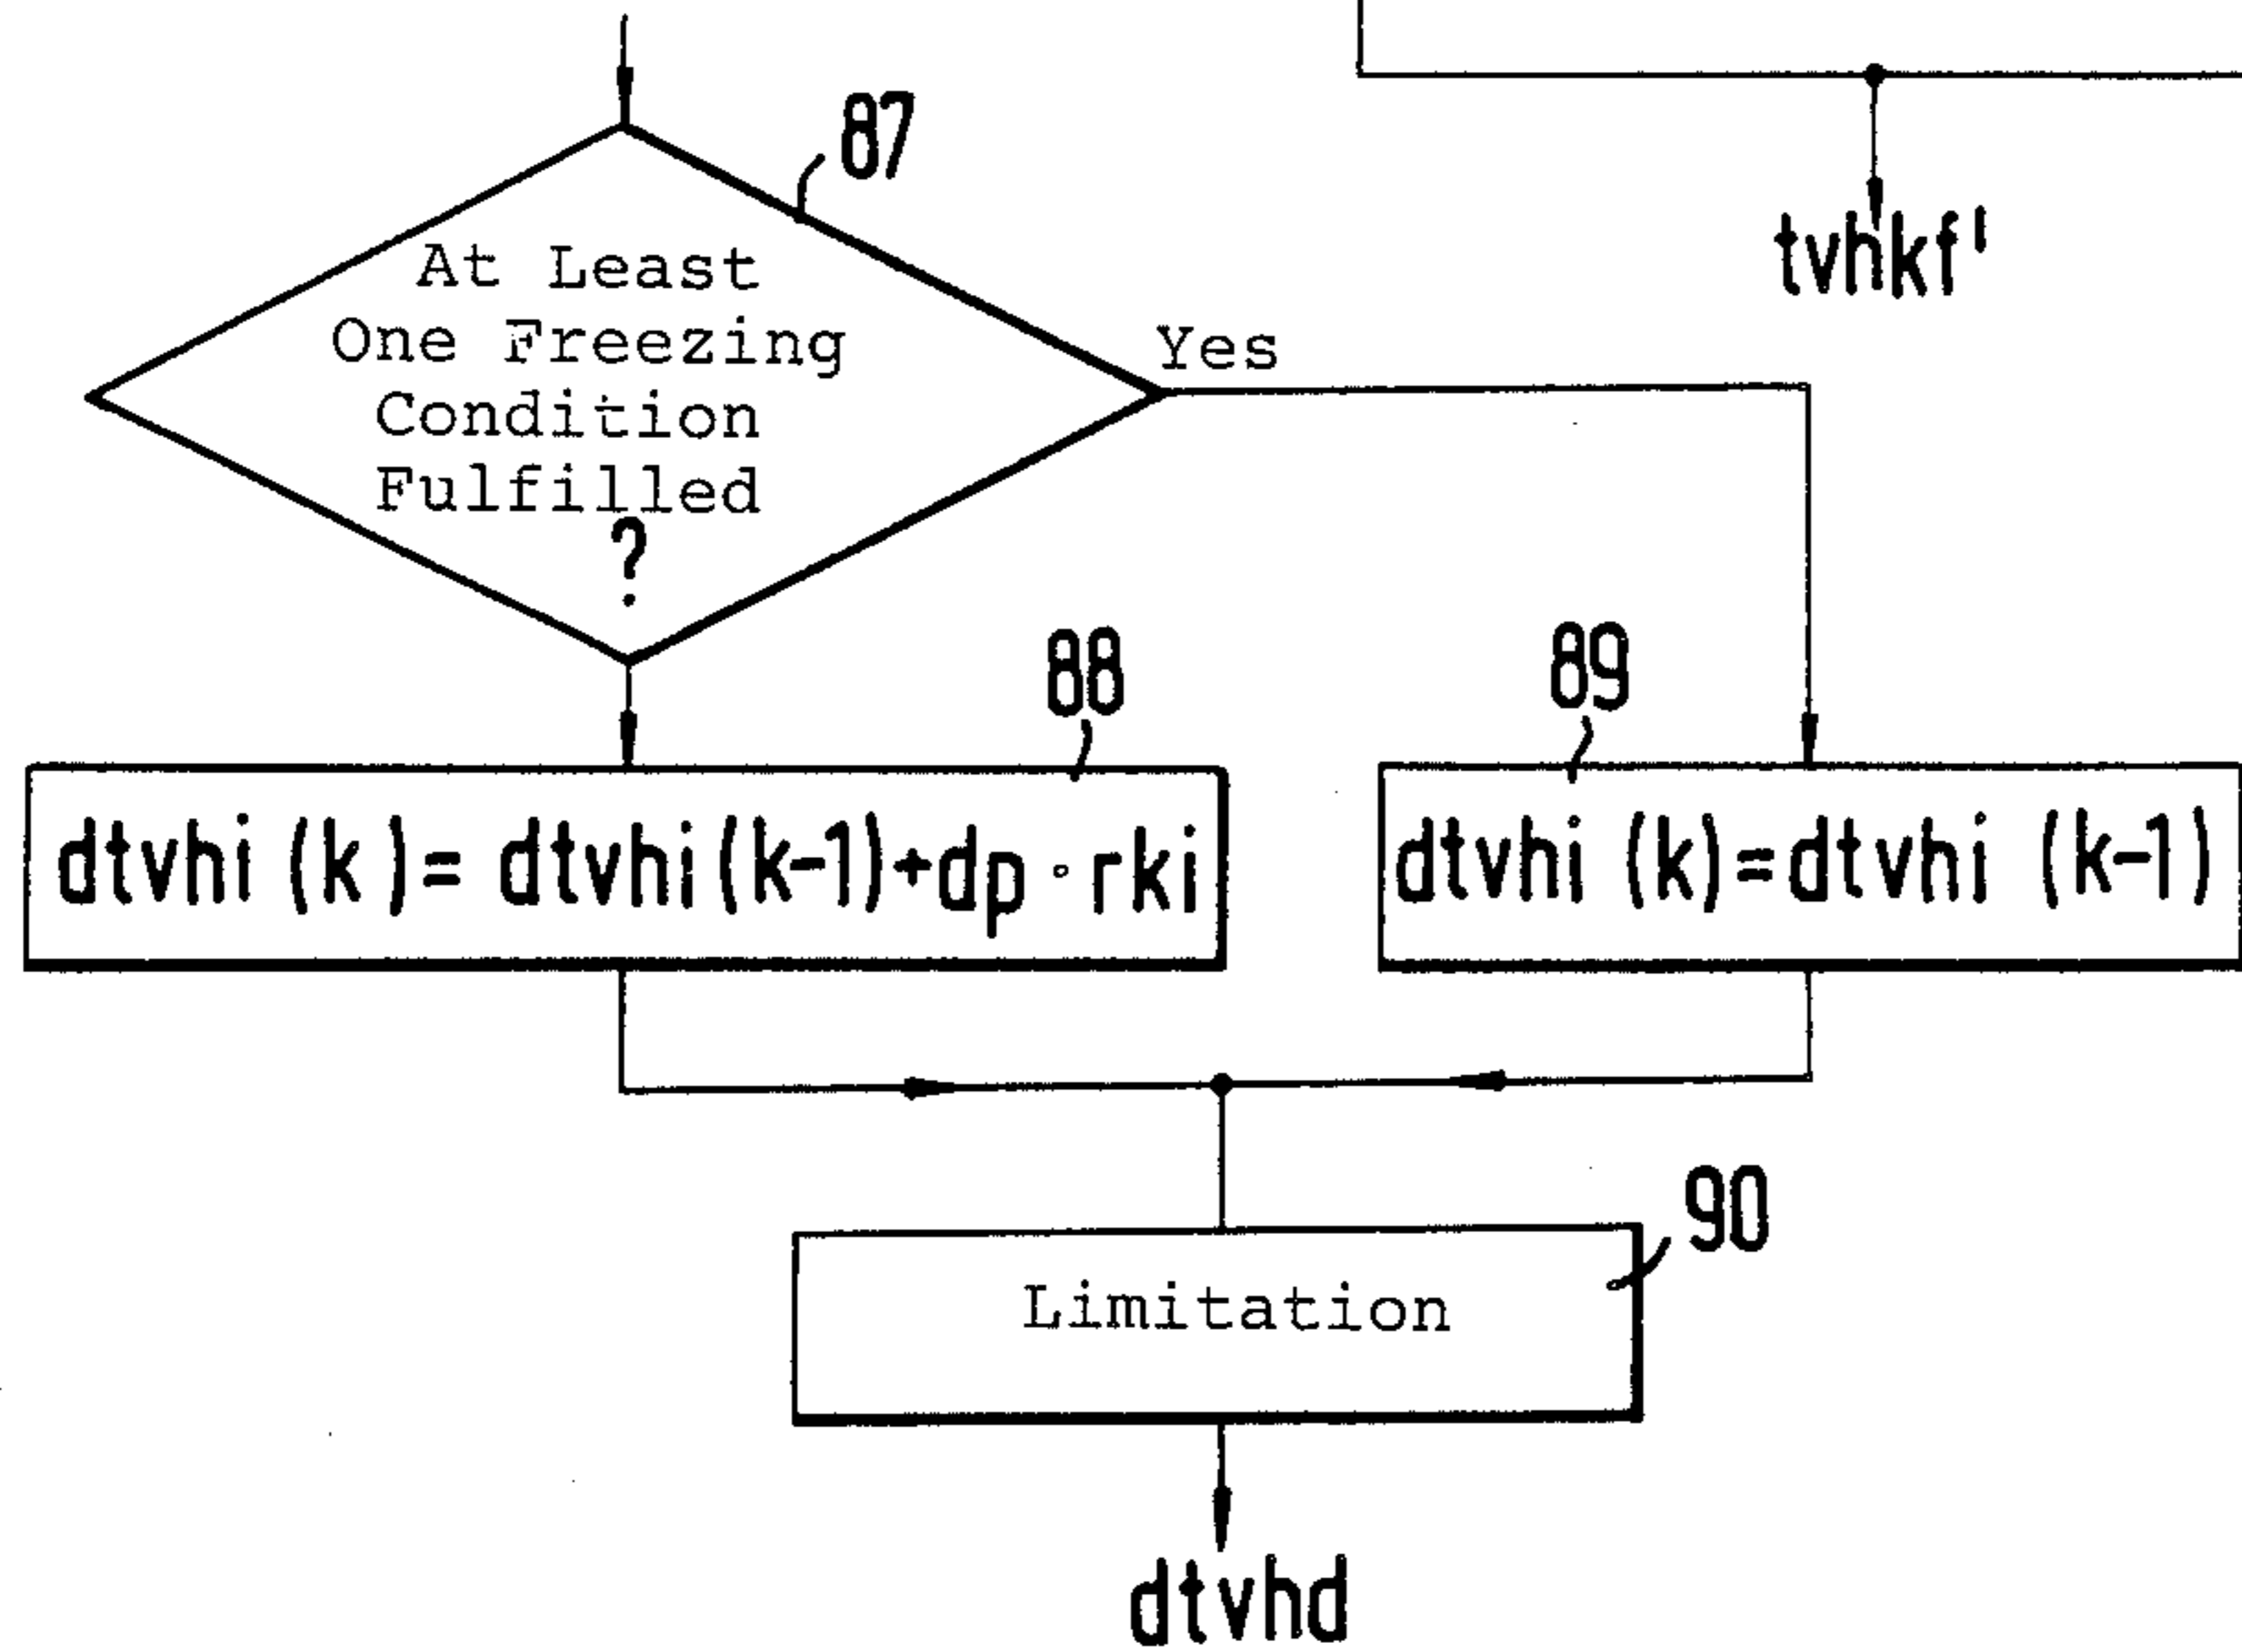 87
tvhkf'
At Least
One Freezing
Condition
Fulfilled
?
Yes
88
89
dtvhi (k)= dtvhi(k-1)+dp·rki
dtvhi (k)=dtvhi (k-1)
90
Limitation
dtvhd